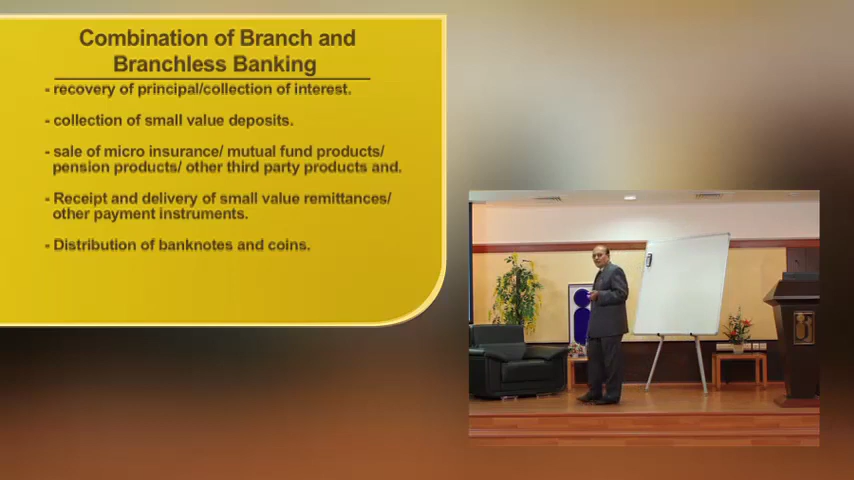 Combination of Branch and
Branchless Banking
- recovery of principal/collection of interest.
- collection of small value deposits.
- sale of micro insurance/ mutual fund products/
pension products/ other third party products and.
- Receipt and delivery of small value remittances/
other payment instruments.
- Distribution of banknotes and coins.